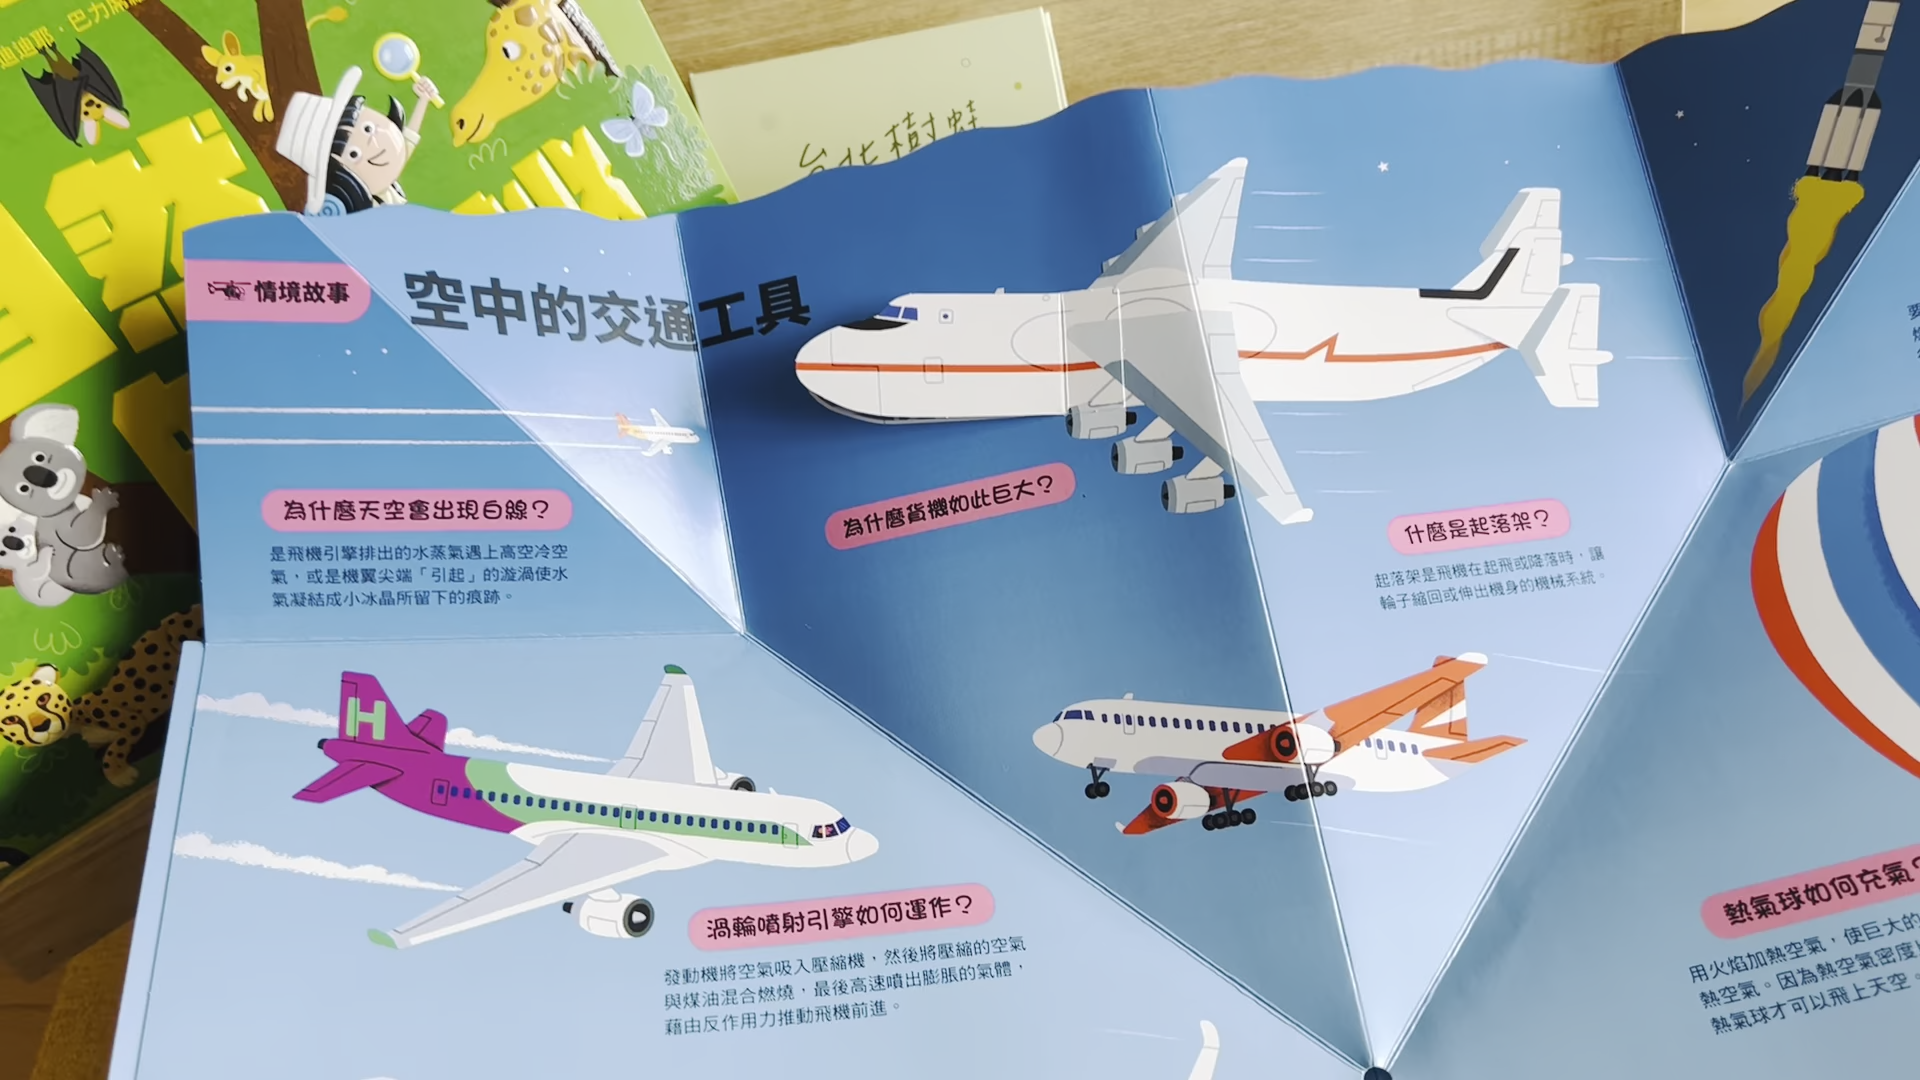 迪迪耶·巴力席
然
台北樹蛙
情境故事
空中的交通工具
為什麼天空會出現白線?
是飛機引擎排出的水蒸氣遇上高空冷空
氣,或是機翼尖端「引起」的漩渦使水
氣凝結成小冰晶所留下的痕跡。
為什麼貨機如此巨大?
什麼是起落架?
起落架是飛機在起飛或降落時,讓
輪子縮回或伸出機身的機械系統。
H
渦輪噴射引擎如何運作?
發動機將空氣吸入壓縮機,然後將壓縮的空氣
與煤油混合燃燒,最後高速噴出膨脹的氣體,
藉由反作用力推動飛機前進。
熱氣球如何充氣?
用火焰加熱空氣,使巨大的
熱空氣。因為熱空氣密度
熱氣球才可以飛上天空。